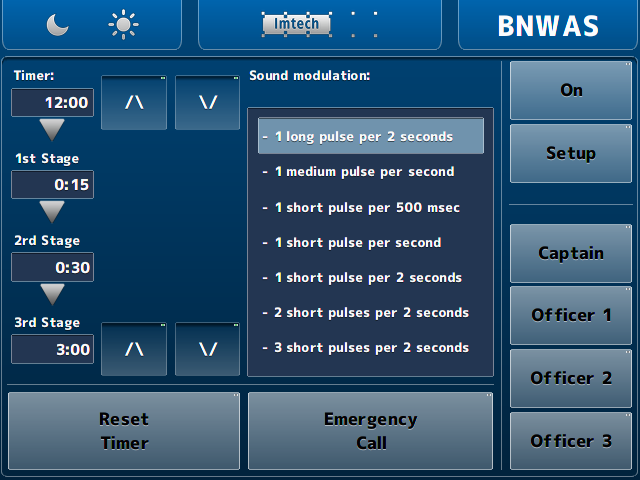 Imtech
BNWAS
Timer:
12:00
/\
\/
1st Stage
0:15
2rd Stage
0:30
3rd Stage
3:00
/\
\/
Sound modulation:
- 1 long pulse per 2 seconds
- 1 medium pulse per second
- 1 short pulse per 500 msec
- 1 short pulse per second
- 1 short pulse per 2 seconds
- 2 short pulses per 2 seconds
- 3 short pulses per 2 seconds
On
Setup
Captain
Officer 1
Officer 2
Officer 3
Reset
Timer
Emergency
Call